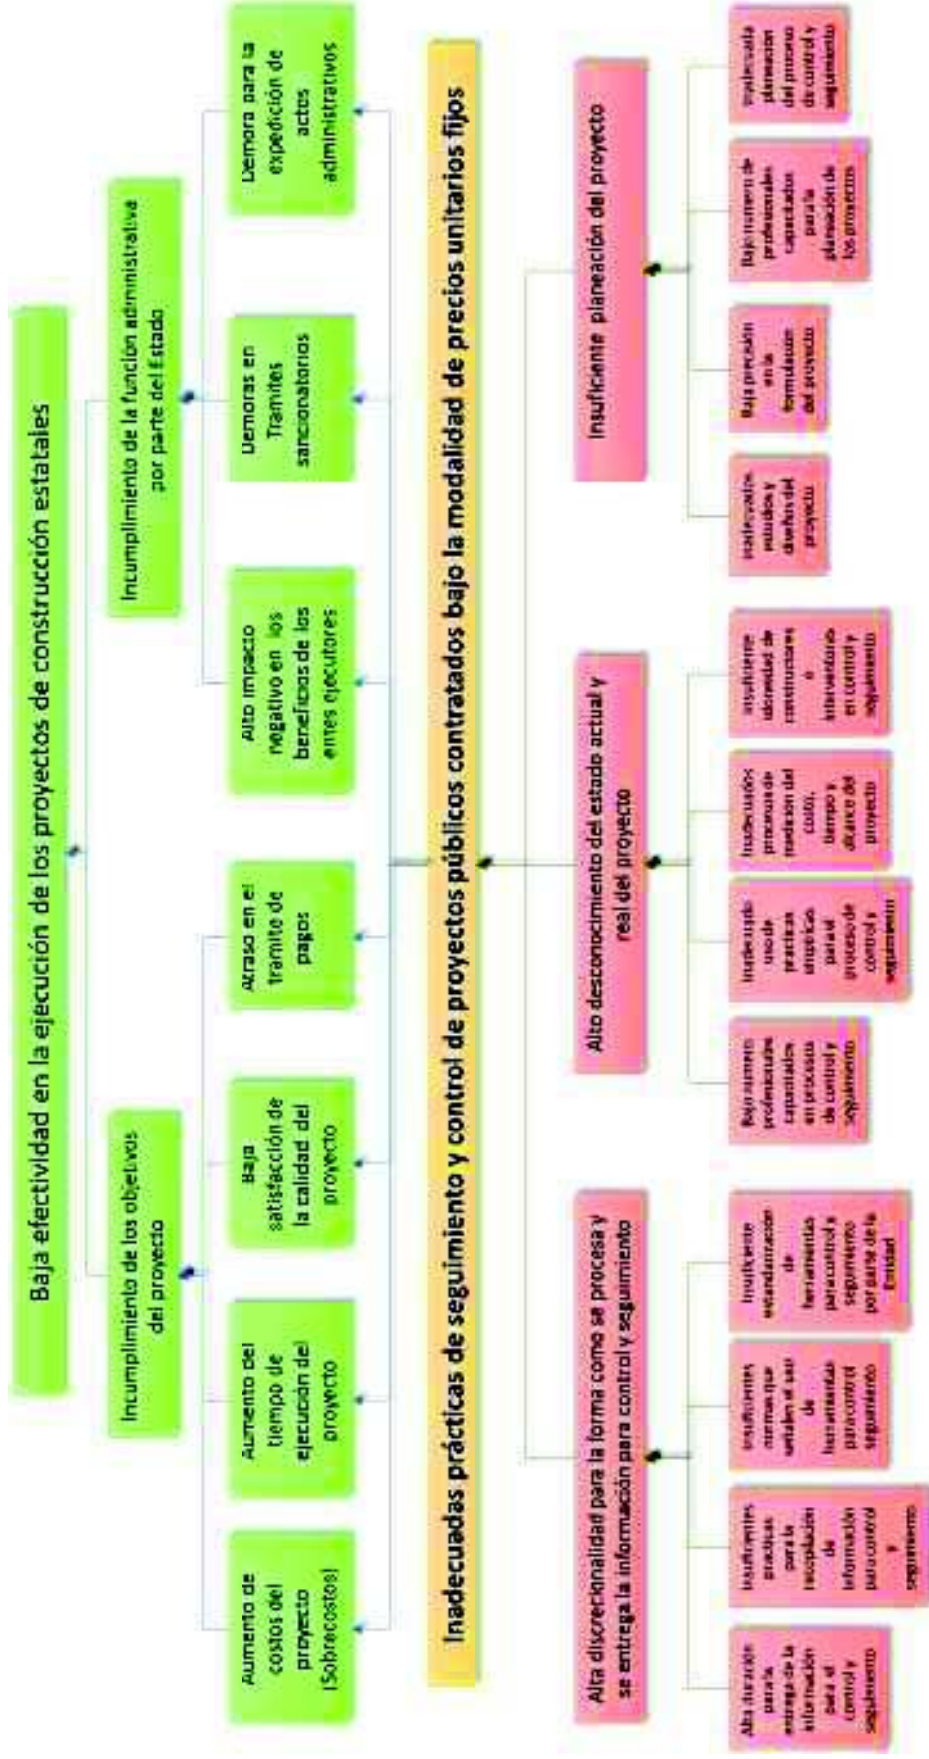 Baja efectividad en la ejecución de los proyectos de construcción estatales
Incumplimiento de los objetivos
del proyecto
Incumplimiento de la función administrativa
por parte del Estado
Aumento de
costos del
proyecto
(Sobrecostos)
Aumento del
tiempo de
ejecución del
proyecto
Baja
satisfacción de
la calidad del
proyecto
Atraso en el
tramite de
pagos
Alto impacto
negativo en los
beneficios de los
entes ejecutores
Demoras en
Tramites
sancionatorios
Demora para la
expedición de
actos
administrativos
Inadecuadas prácticas de seguimiento y control de proyectos públicos contratados bajo la modalidad de precios unitarios fijos
Alta discrecionalidad para la forma como se procesa y
se entrega la información para control y seguimiento
Alto desconocimiento del estado actual y
real del proyecto
Insuficiente planeación del proyecto
Alta duración
para la
entrega de la
información
para el
control y
seguimiento
Insuficientes
practicas
para la
recopilación
de
información
para control
y
seguimiento
Insuficientes
normas que
señalen el uso
de
herramientas
para control
seguimiento
Insuficiente
estandarización
de
herramientas
para control y
seguimiento
por parte de la
Entidad
Bajo numero
profesionales
capacitados
en procesos
de control y
seguimiento
Inadecuado
uso de
practicas
empíricas
para el
proceso de
control y
seguimiento
Inadecuados
procesos de
medición del
costo,
tiempo y
alcance del
proyecto
Insuficiente
idoneidad de
constructores
e
interventores
en control y
seguimiento
Inadecuados
estudios y
diseños del
proyecto
Baja precisión
en la
formulación
del proyecto
Bajo numero de
profesionales
capacitados
para la
planeación de
los proyectos
Inadecuada
planeación
del proceso
de control y
seguimiento